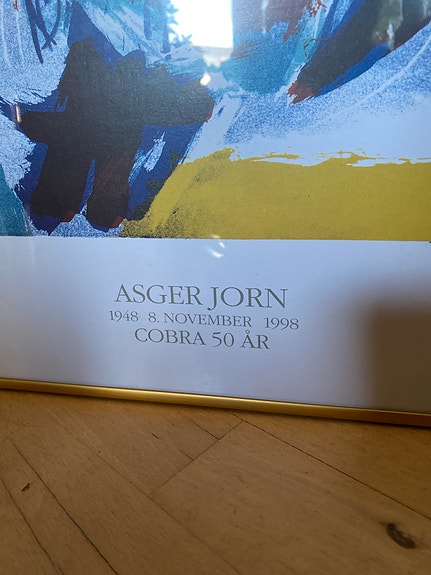 ASGER JORN
1948 8. NOVEMBER 1998
COBRA 50 ÅR